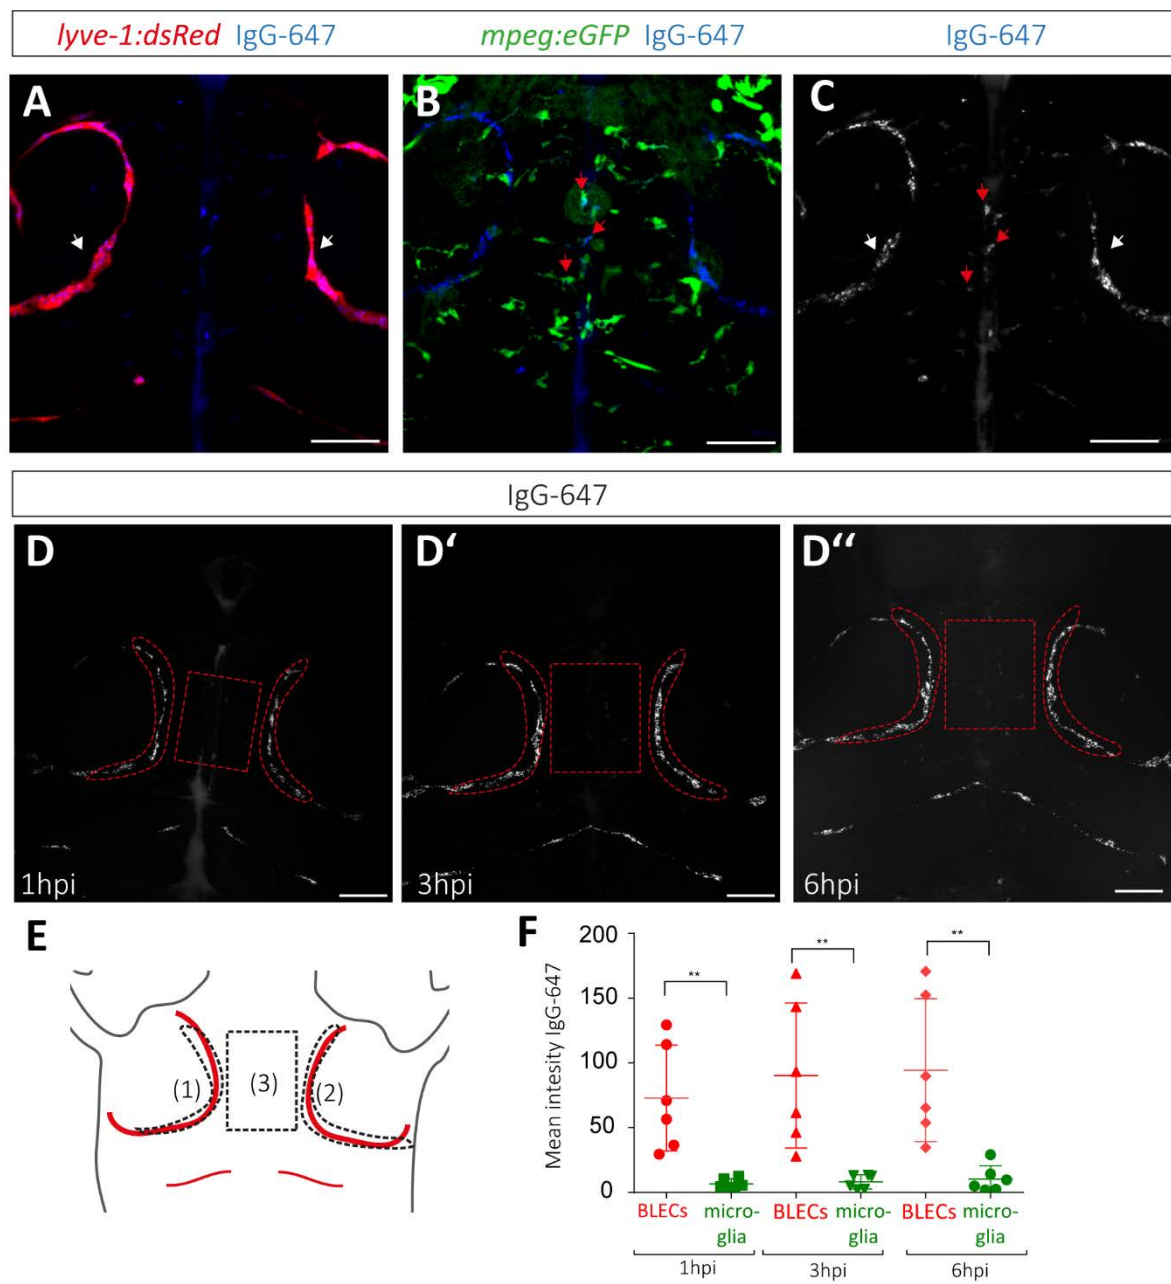 lyve-1:dsRed IgG-647 mpeg:eGFP IgG-647 IgG-647
A B C
IgG-647
D D‘ D‘‘
1hpi 3hpi 6hpi
E
(1) (3) (2)
F
Mean intesity IgG-647
200
150
100
50
0
** ** **
BLECs micro- BLECs micro- BLECs micro-
glia glia glia
1hpi 3hpi 6hpi